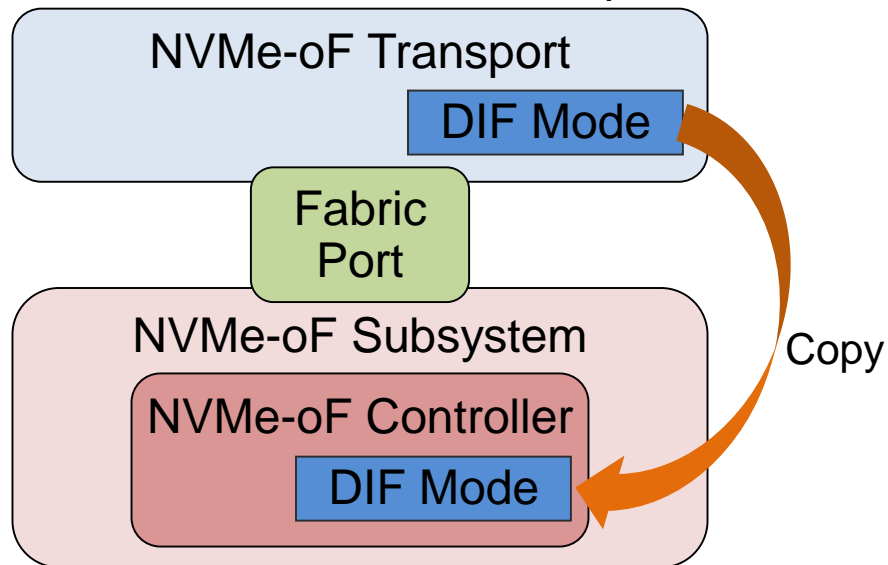 NVMe-oF Transport
DIF Mode
Fabric
Port
NVMe-oF Subsystem
Copy
NVMe-oF Controller
DIF Mode